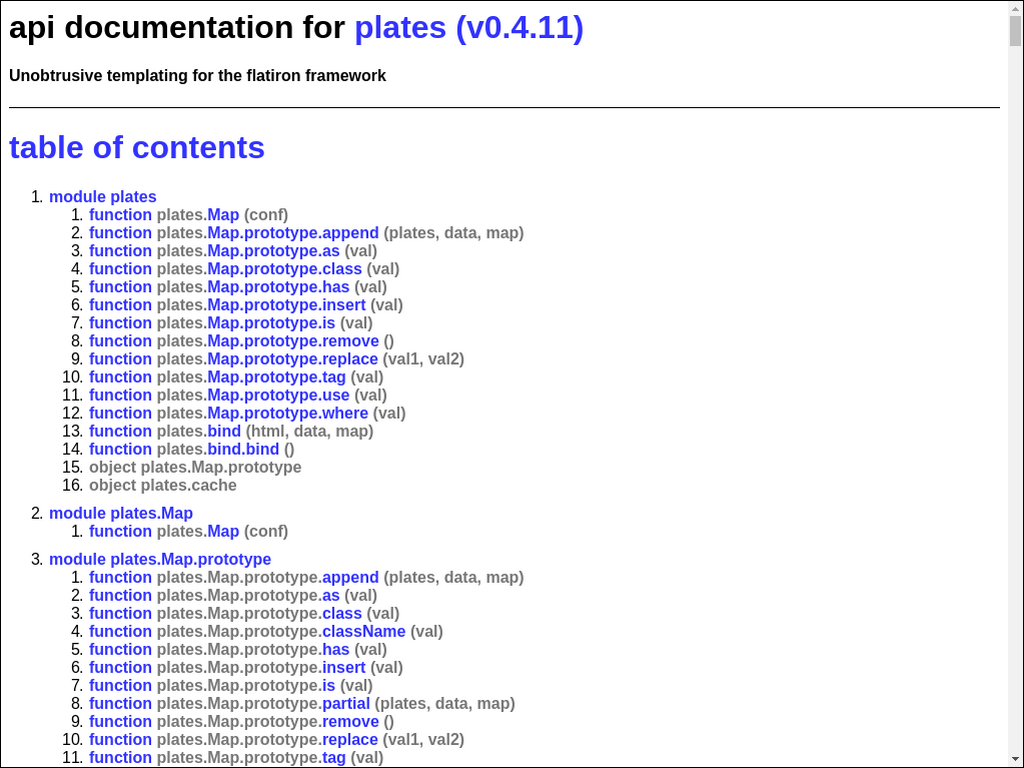 api documentation for plates (v0.4.11)
Unobtrusive templating for the flatiron framework
table of contents
1. module plates
1. function plates.Map (conf)
2. function plates.Map.prototype.append (plates, data, map)
3. function plates.Map.prototype.as (val)
4. function plates.Map.prototype.class (val)
5. function plates.Map.prototype.has (val)
6. function plates.Map.prototype.insert (val)
7. function plates.Map.prototype.is (val)
8. function plates.Map.prototype.remove ()
9. function plates.Map.prototype.replace (val1, val2)
10. function plates.Map.prototype.tag (val)
11. function plates.Map.prototype.use (val)
12. function plates.Map.prototype.where (val)
13. function plates.bind (html, data, map)
14. function plates.bind.bind ()
15. object plates.Map.prototype
16. object plates.cache
2. module plates.Map
1. function plates.Map (conf)
3. module plates.Map.prototype
1. function plates.Map.prototype.append (plates, data, map)
2. function plates.Map.prototype.as (val)
3. function plates.Map.prototype.class (val)
4. function plates.Map.prototype.className (val)
5. function plates.Map.prototype.has (val)
6. function plates.Map.prototype.insert (val)
7. function plates.Map.prototype.is (val)
8. function plates.Map.prototype.partial (plates, data, map)
9. function plates.Map.prototype.remove ()
10. function plates.Map.prototype.replace (val1, val2)
11. function plates.Map.prototype.tag (val)